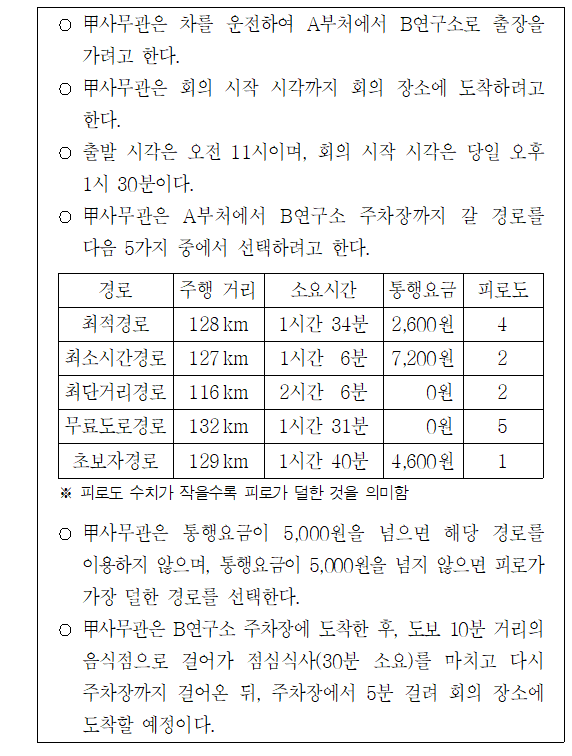 ○ 甲사무관은 차를 운전하여 A부처에서 B연구소로 출장을
가려고 한다.
○ 甲사무관은 회의 시작 시각까지 회의 장소에 도착하려고
한다.
○ 출발 시각은 오전 11시이며, 회의 시작 시각은 당일 오후
1시 30분이다.
○ 甲사무관은 A부처에서 B연구소 주차장까지 갈 경로를
다음 5가지 중에서 선택하려고 한다.
경로 주행 거리 소요시간 통행요금 피로도
최적경로 128km 1시간 34분 2,600원 4
최소시간경로 127km 1시간 6분 7,200원 2
최단거리경로 116km 2시간 6분 0원 2
무료도로경로 132km 1시간 31분 0원 5
초보자경로 129km 1시간 40분 4,600원 1
※ 피로도 수치가 작을수록 피로가 덜한 것을 의미함
○ 甲사무관은 통행요금이 5,000원을 넘으면 해당 경로를
이용하지 않으며, 통행요금이 5,000원을 넘지 않으면 피로가
가장 덜한 경로를 선택한다.
○ 甲사무관은 B연구소 주차장에 도착한 후, 도보 10분 거리의
음식점으로 걸어가 점심식사(30분 소요)를 마치고 다시
주차장까지 걸어온 뒤, 주차장에서 5분 걸려 회의 장소에
도착할 예정이다.